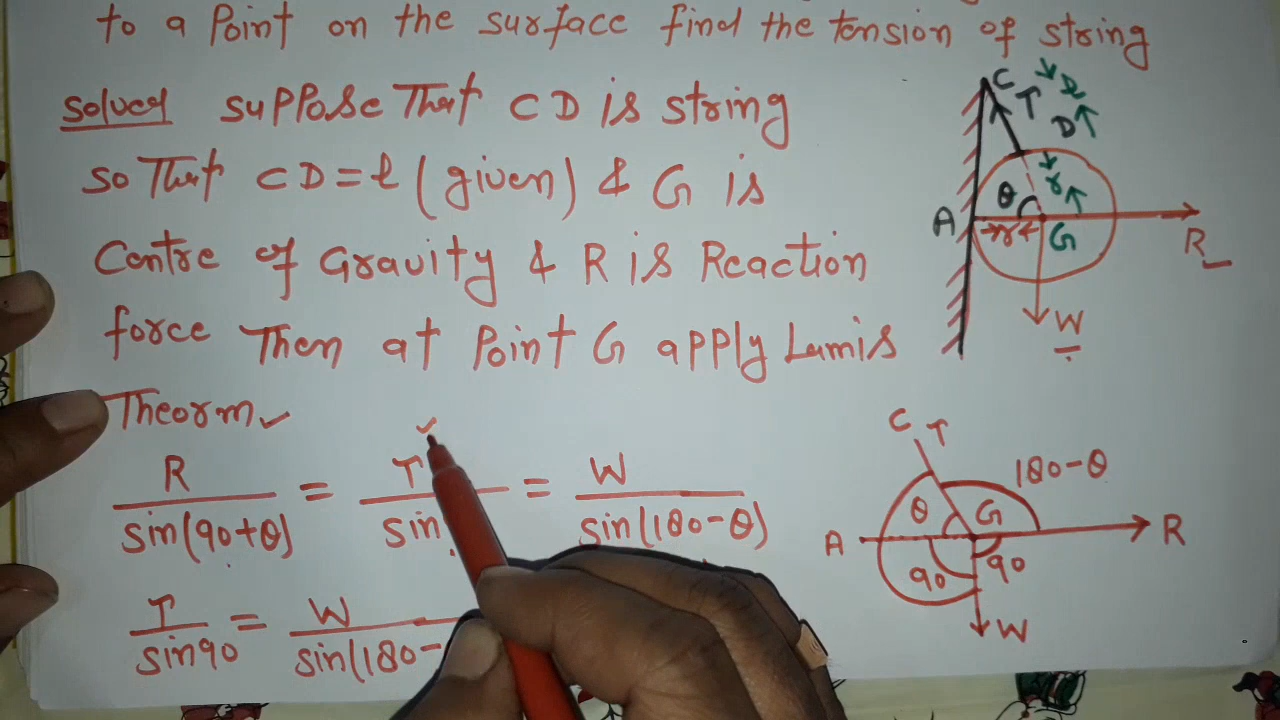 to a Point on the surface find the tension of string
solved suppose That CD is string
so That CD = l (given) & G is
Centre of Gravity & R is Reaction
force Then at Point G apply Lamis
Theorm
R / sin(90+θ) = T / sin = W / sin(180-θ)
T / sin90 = W / sin(180-
C
T
l
D
r
θ
A
r
G
R
W
C T
180-θ
θ
G
A
R
90
90
W